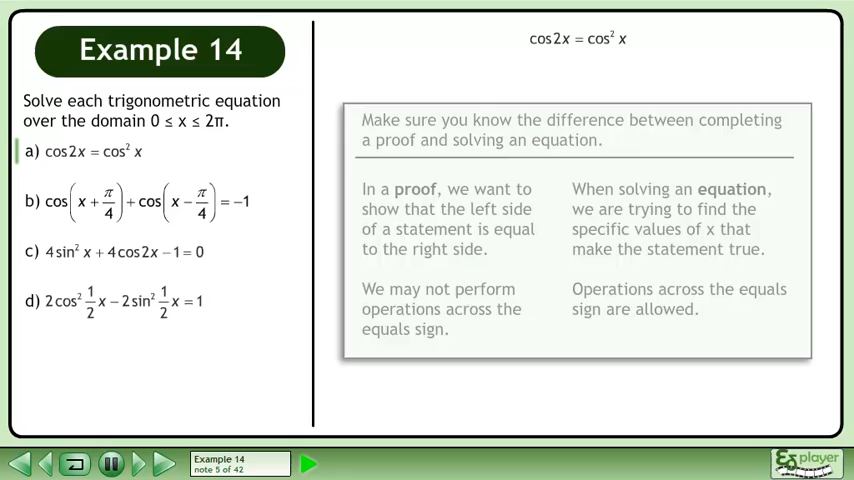 Example 14
Solve each trigonometric equation
over the domain 0 ≤ x ≤ 2π.
a) cos2x = cos² x
b) cos(x + π/4) + cos(x − π/4) = −1
c) 4sin² x + 4cos2x − 1 = 0
d) 2cos² 1/2 x − 2sin² 1/2 x = 1
cos2x = cos² x
Make sure you know the difference between completing
a proof and solving an equation.
In a proof, we want to
show that the left side
of a statement is equal
to the right side.
We may not perform
operations across the
equals sign.
When solving an equation,
we are trying to find the
specific values of x that
make the statement true.
Operations across the equals
sign are allowed.
Example 14
note 5 of 42
player